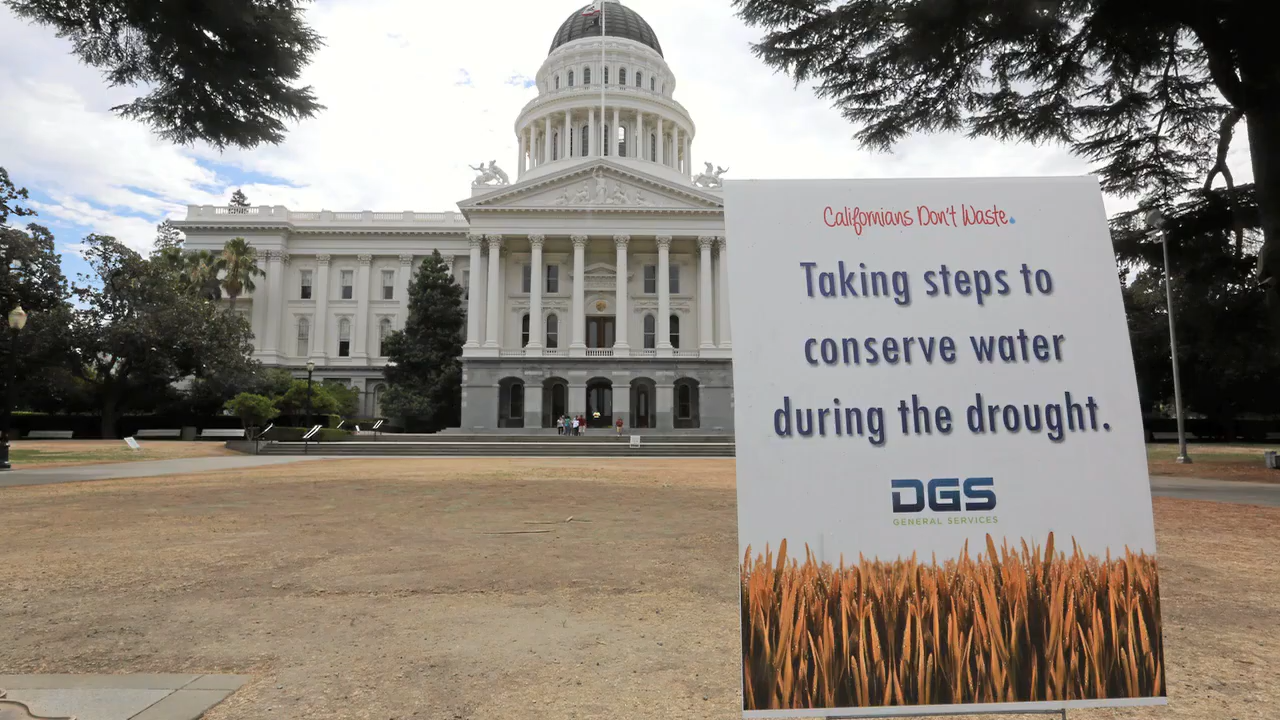 Californians Don't Waste.
Taking steps to
conserve water
during the drought.
DGS
GENERAL SERVICES